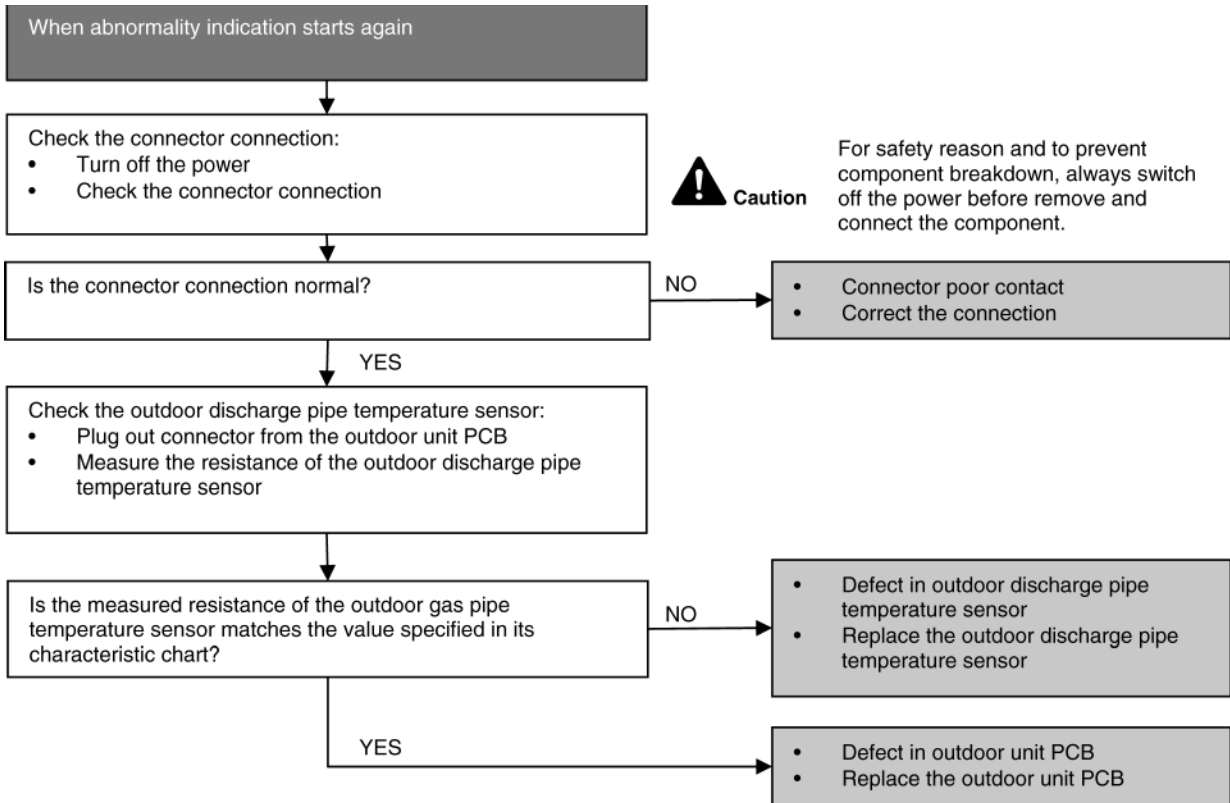 When abnormality indication starts again
Check the connector connection:
• Turn off the power
• Check the connector connection
Caution
For safety reason and to prevent
component breakdown, always switch
off the power before remove and
connect the component.
Is the connector connection normal?
NO
• Connector poor contact
• Correct the connection
YES
Check the outdoor discharge pipe temperature sensor:
• Plug out connector from the outdoor unit PCB
• Measure the resistance of the outdoor discharge pipe
temperature sensor
Is the measured resistance of the outdoor gas pipe
temperature sensor matches the value specified in its
characteristic chart?
NO
• Defect in outdoor discharge pipe
temperature sensor
• Replace the outdoor discharge pipe
temperature sensor
YES
• Defect in outdoor unit PCB
• Replace the outdoor unit PCB